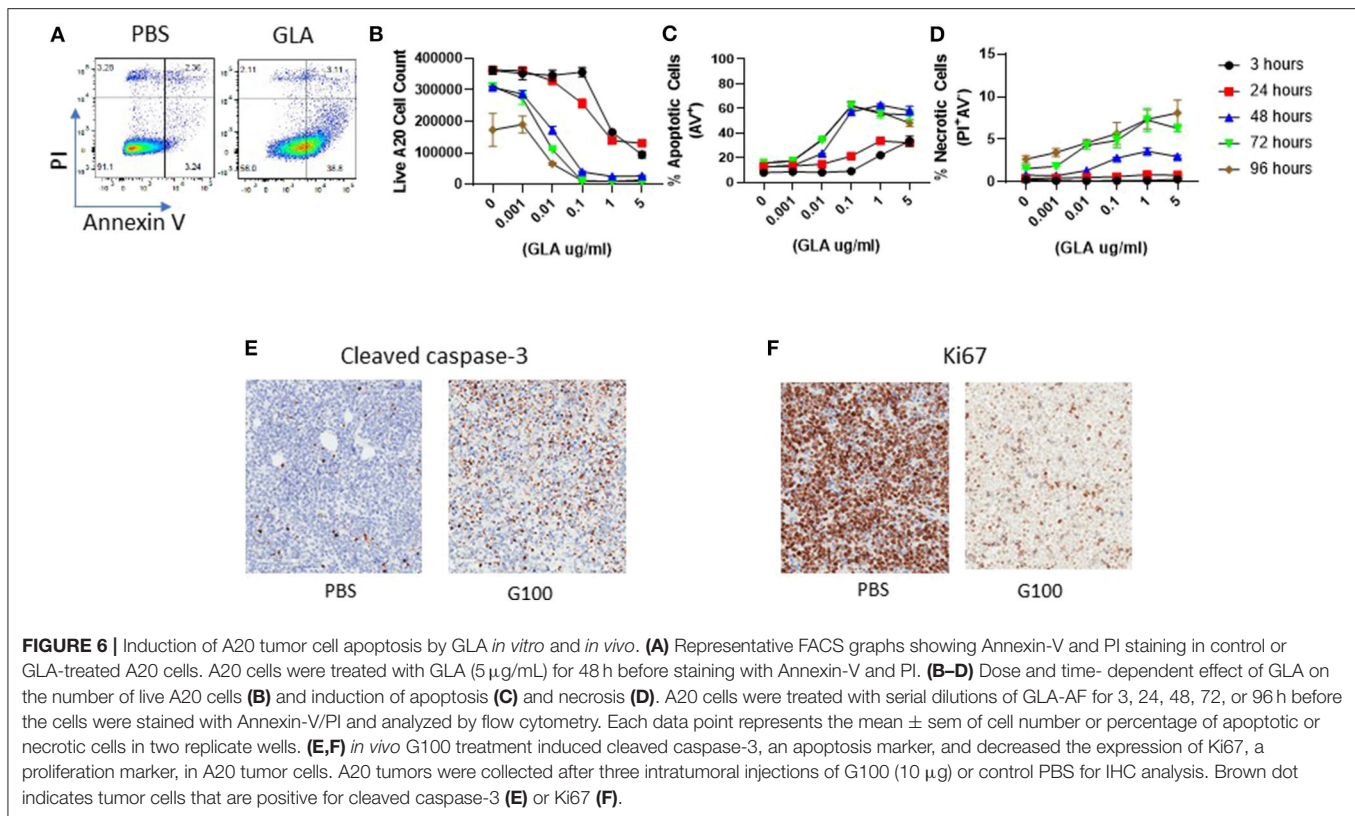 A
PBS
GLA
10⁵
10⁴
10³
0
10³
3.28
2.36
91.1
3.24
2.11
3.11
56.0
38.8
PI
Annexin V
B
Live A20 Cell Count
400000
300000
200000
100000
0
0
0.001
0.01
0.1
1
5
(GLA ug/ml)
C
% Apoptotic Cells
(AV⁺)
100
80
60
40
20
0
0
0.001
0.01
0.1
1
5
(GLA ug/ml)
D
% Necrotic Cells
(PI⁺AV⁻)
15
10
5
0
0
0.001
0.01
0.1
1
5
(GLA ug/ml)
3 hours
24 hours
48 hours
72 hours
96 hours
E
Cleaved caspase-3
PBS
G100
F
Ki67
PBS
G100
FIGURE 6 | Induction of A20 tumor cell apoptosis by GLA in vitro and in vivo. (A) Representative FACS graphs showing Annexin-V and PI staining in control or
GLA-treated A20 cells. A20 cells were treated with GLA (5 μg/mL) for 48 h before staining with Annexin-V and PI. (B–D) Dose and time- dependent effect of GLA on
the number of live A20 cells (B) and induction of apoptosis (C) and necrosis (D). A20 cells were treated with serial dilutions of GLA-AF for 3, 24, 48, 72, or 96 h before
the cells were stained with Annexin-V/PI and analyzed by flow cytometry. Each data point represents the mean ± sem of cell number or percentage of apoptotic or
necrotic cells in two replicate wells. (E,F) in vivo G100 treatment induced cleaved caspase-3, an apoptosis marker, and decreased the expression of Ki67, a
proliferation marker, in A20 tumor cells. A20 tumors were collected after three intratumoral injections of G100 (10 μg) or control PBS for IHC analysis. Brown dot
indicates tumor cells that are positive for cleaved caspase-3 (E) or Ki67 (F).